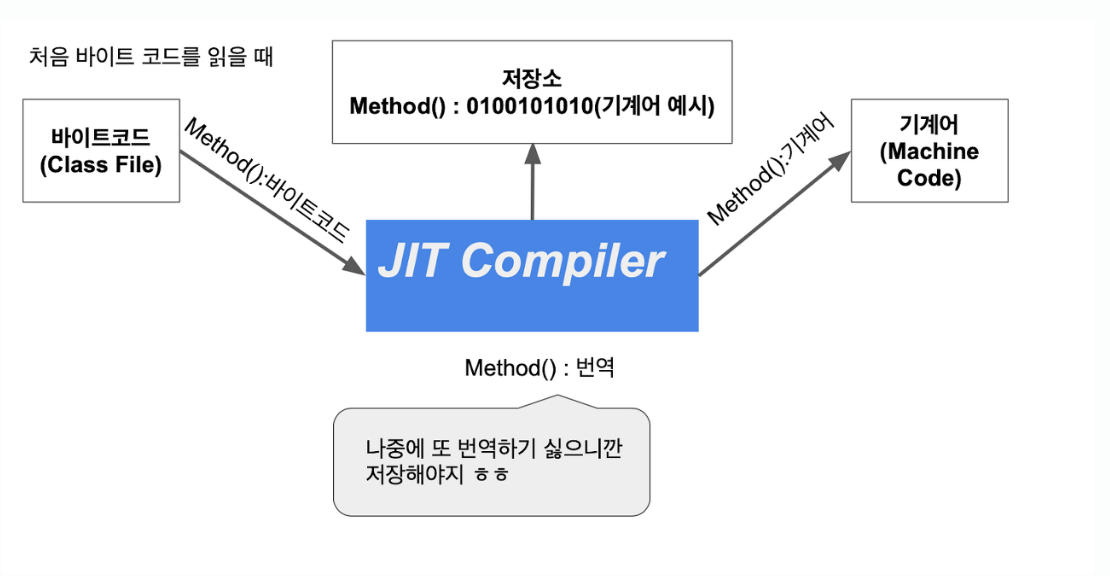 처음 바이트 코드를 읽을 때
저장소
Method() : 0100101010(기계어 예시)
바이트코드
(Class File)
Method():바이트코드
Method():기계어
기계어
(Machine
Code)
JIT Compiler
Method() : 번역
나중에 또 번역하기 싫으니깐
저장해야지 ㅎㅎ